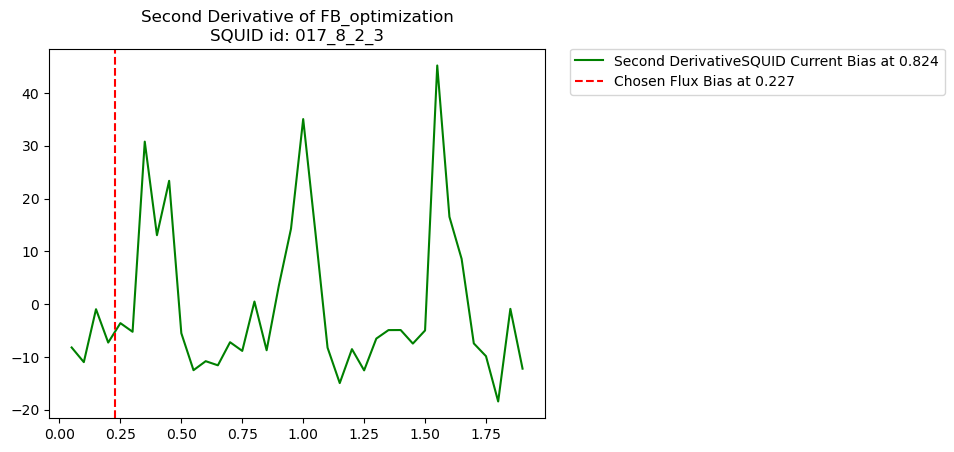 Second Derivative of FB_optimization
SQUID id: 017_8_2_3
Second DerivativeSQUID Current Bias at 0.824
Chosen Flux Bias at 0.227
40
30
20
10
0
−10
−20
0.00 0.25 0.50 0.75 1.00 1.25 1.50 1.75